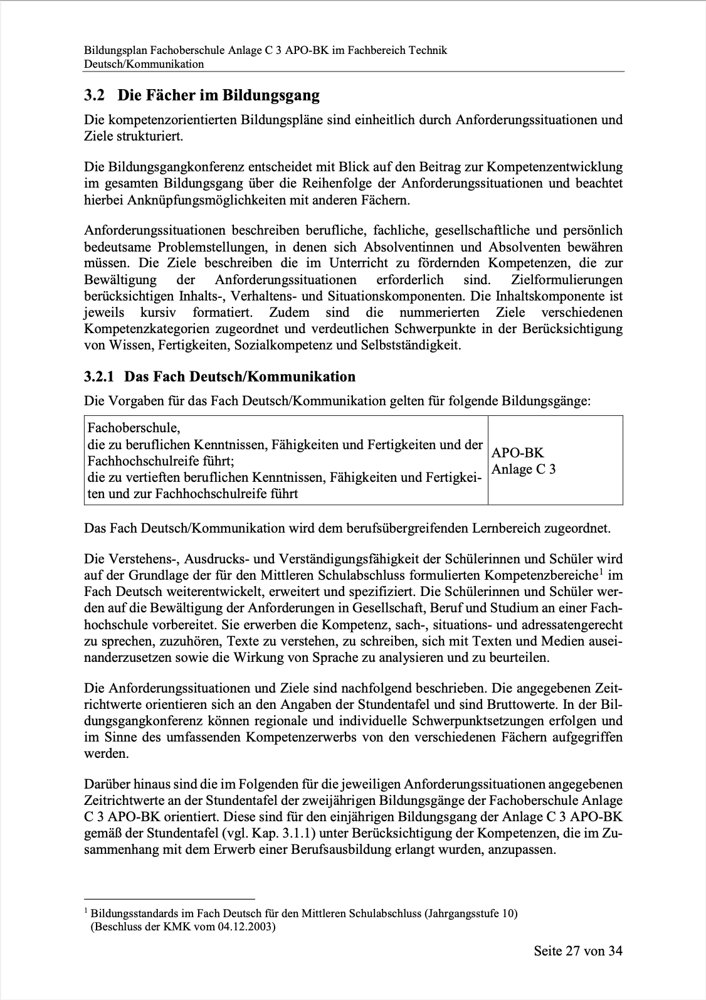 Bildungsplan Fachoberschule Anlage C 3 APO-BK im Fachbereich Technik
Deutsch/Kommunikation
3.2 Die Fächer im Bildungsgang
Die kompetenzorientierten Bildungspläne sind einheitlich durch Anforderungssituationen und
Ziele strukturiert.
Die Bildungsgangkonferenz entscheidet mit Blick auf den Beitrag zur Kompetenzentwicklung
im gesamten Bildungsgang über die Reihenfolge der Anforderungssituationen und beachtet
hierbei Anknüpfungsmöglichkeiten mit anderen Fächern.
Anforderungssituationen beschreiben berufliche, fachliche, gesellschaftliche und persönlich
bedeutsame Problemstellungen, in denen sich Absolventinnen und Absolventen bewähren
müssen. Die Ziele beschreiben die im Unterricht zu fördernden Kompetenzen, die zur
Bewältigung der Anforderungssituationen erforderlich sind. Zielformulierungen
berücksichtigen Inhalts-, Verhaltens- und Situationskomponenten. Die Inhaltskomponente ist
jeweils kursiv formatiert. Zudem sind die nummerierten Ziele verschiedenen
Kompetenzkategorien zugeordnet und verdeutlichen Schwerpunkte in der Berücksichtigung
von Wissen, Fertigkeiten, Sozialkompetenz und Selbstständigkeit.
3.2.1 Das Fach Deutsch/Kommunikation
Die Vorgaben für das Fach Deutsch/Kommunikation gelten für folgende Bildungsgänge:
Fachoberschule,
die zu beruflichen Kenntnissen, Fähigkeiten und Fertigkeiten und der
Fachhochschulreife führt;
die zu vertieften beruflichen Kenntnissen, Fähigkeiten und Fertigkei-
ten und zur Fachhochschulreife führt
APO-BK
Anlage C 3
Das Fach Deutsch/Kommunikation wird dem berufsübergreifenden Lernbereich zugeordnet.
Die Verstehens-, Ausdrucks- und Verständigungsfähigkeit der Schülerinnen und Schüler wird
auf der Grundlage der für den Mittleren Schulabschluss formulierten Kompetenzbereiche¹ im
Fach Deutsch weiterentwickelt, erweitert und spezifiziert. Die Schülerinnen und Schüler wer-
den auf die Bewältigung der Anforderungen in Gesellschaft, Beruf und Studium an einer Fach-
hochschule vorbereitet. Sie erwerben die Kompetenz, sach-, situations- und adressatengerecht
zu sprechen, zuzuhören, Texte zu verstehen, zu schreiben, sich mit Texten und Medien ausei-
nanderzusetzen sowie die Wirkung von Sprache zu analysieren und zu beurteilen.
Die Anforderungssituationen und Ziele sind nachfolgend beschrieben. Die angegebenen Zeit-
richtwerte orientieren sich an den Angaben der Stundentafel und sind Bruttowerte. In der Bil-
dungsgangkonferenz können regionale und individuelle Schwerpunktsetzungen erfolgen und
im Sinne des umfassenden Kompetenzerwerbs von den verschiedenen Fächern aufgegriffen
werden.
Darüber hinaus sind die im Folgenden für die jeweiligen Anforderungssituationen angegebenen
Zeitrichtwerte an der Stundentafel der zweijährigen Bildungsgänge der Fachoberschule Anlage
C 3 APO-BK orientiert. Diese sind für den einjährigen Bildungsgang der Anlage C 3 APO-BK
gemäß der Stundentafel (vgl. Kap. 3.1.1) unter Berücksichtigung der Kompetenzen, die im Zu-
sammenhang mit dem Erwerb einer Berufsausbildung erlangt wurden, anzupassen.
¹ Bildungsstandards im Fach Deutsch für den Mittleren Schulabschluss (Jahrgangsstufe 10)
(Beschluss der KMK vom 04.12.2003)
Seite 27 von 34